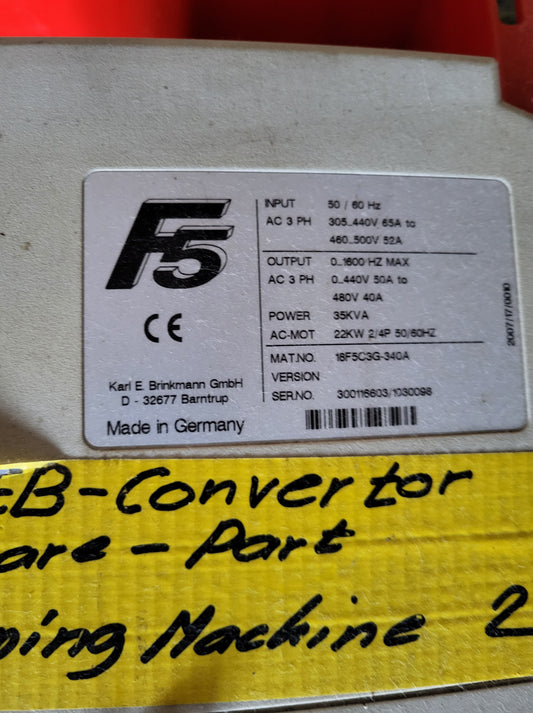 F5
CE
Karl E. Brinkmann GmbH
D - 32677 Barntrup
Made in Germany
INPUT 50 / 60 Hz
AC 3 PH 305..440V 65A to
460..500V 52A
OUTPUT 0..1600 HZ MAX
AC 3 PH 0..440V 50A to
480V 40A
POWER 35KVA
AC-MOT 22KW 2/4P 50/60HZ
MAT.NO. 18F5C3G-340A
VERSION
SER.NO. 300116603/1030098
2007/17/0010
EB-Convertor
are-Part
ping Machine 2